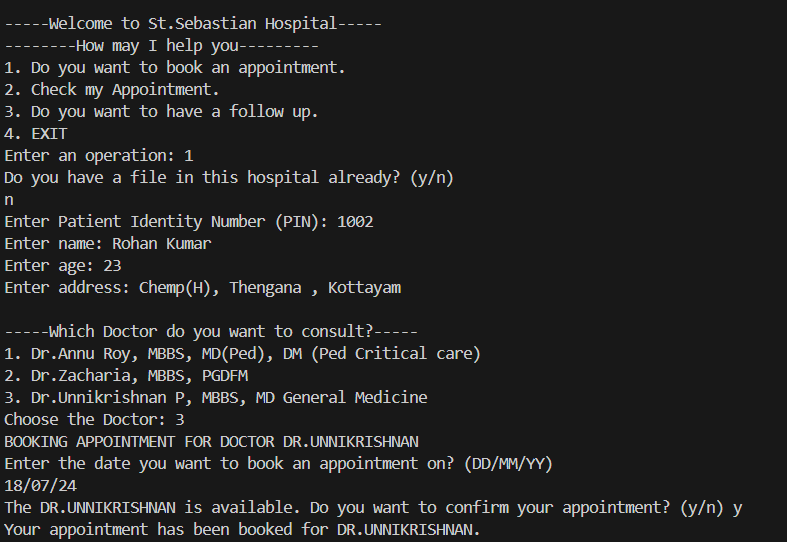 -----Welcome to St.Sebastian Hospital-----
--------How may I help you---------
1. Do you want to book an appointment.
2. Check my Appointment.
3. Do you want to have a follow up.
4. EXIT
Enter an operation: 1
Do you have a file in this hospital already? (y/n)
n
Enter Patient Identity Number (PIN): 1002
Enter name: Rohan Kumar
Enter age: 23
Enter address: Chemp(H), Thengana , Kottayam
-----Which Doctor do you want to consult?-----
1. Dr.Annu Roy, MBBS, MD(Ped), DM (Ped Critical care)
2. Dr.Zacharia, MBBS, PGDFM
3. Dr.Unnikrishnan P, MBBS, MD General Medicine
Choose the Doctor: 3
BOOKING APPOINTMENT FOR DOCTOR DR.UNNIKRISHNAN
Enter the date you want to book an appointment on? (DD/MM/YY)
18/07/24
The DR.UNNIKRISHNAN is available. Do you want to confirm your appointment? (y/n) y
Your appointment has been booked for DR.UNNIKRISHNAN.